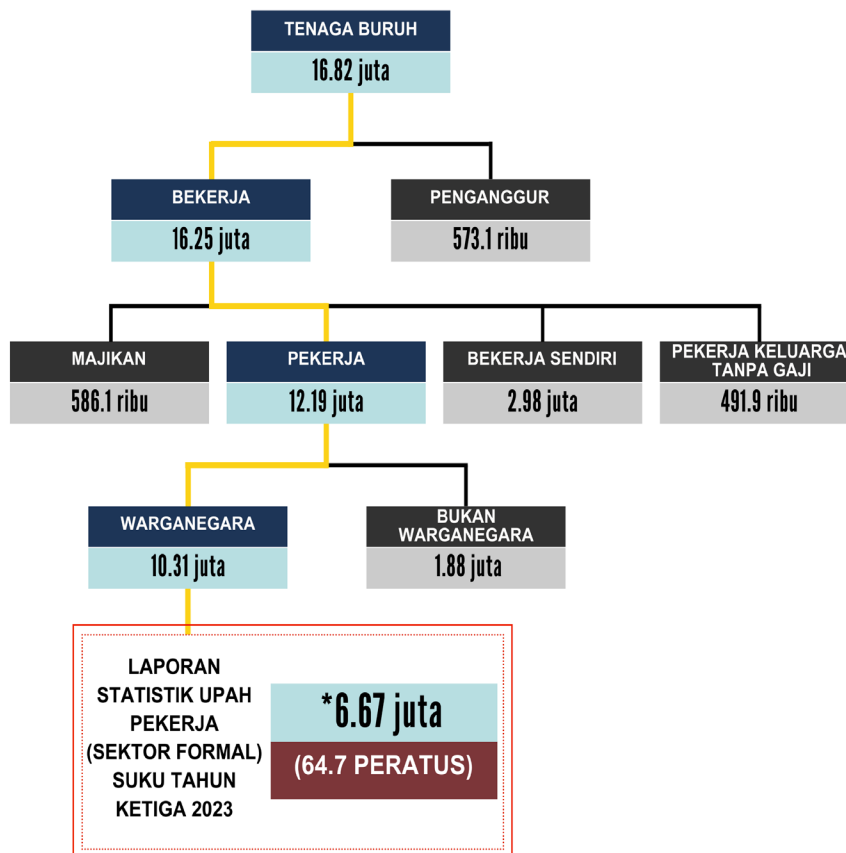 TENAGA BURUH
16.82 juta
BEKERJA
16.25 juta
PENGANGGUR
573.1 ribu
MAJIKAN
586.1 ribu
PEKERJA
12.19 juta
BEKERJA SENDIRI
2.98 juta
PEKERJA KELUARGA
TANPA GAJI
491.9 ribu
WARGANEGARA
10.31 juta
BUKAN
WARGANEGARA
1.88 juta
LAPORAN
STATISTIK UPAH
PEKERJA
(SEKTOR FORMAL)
SUKU TAHUN
KETIGA 2023
*6.67 juta
(64.7 PERATUS)